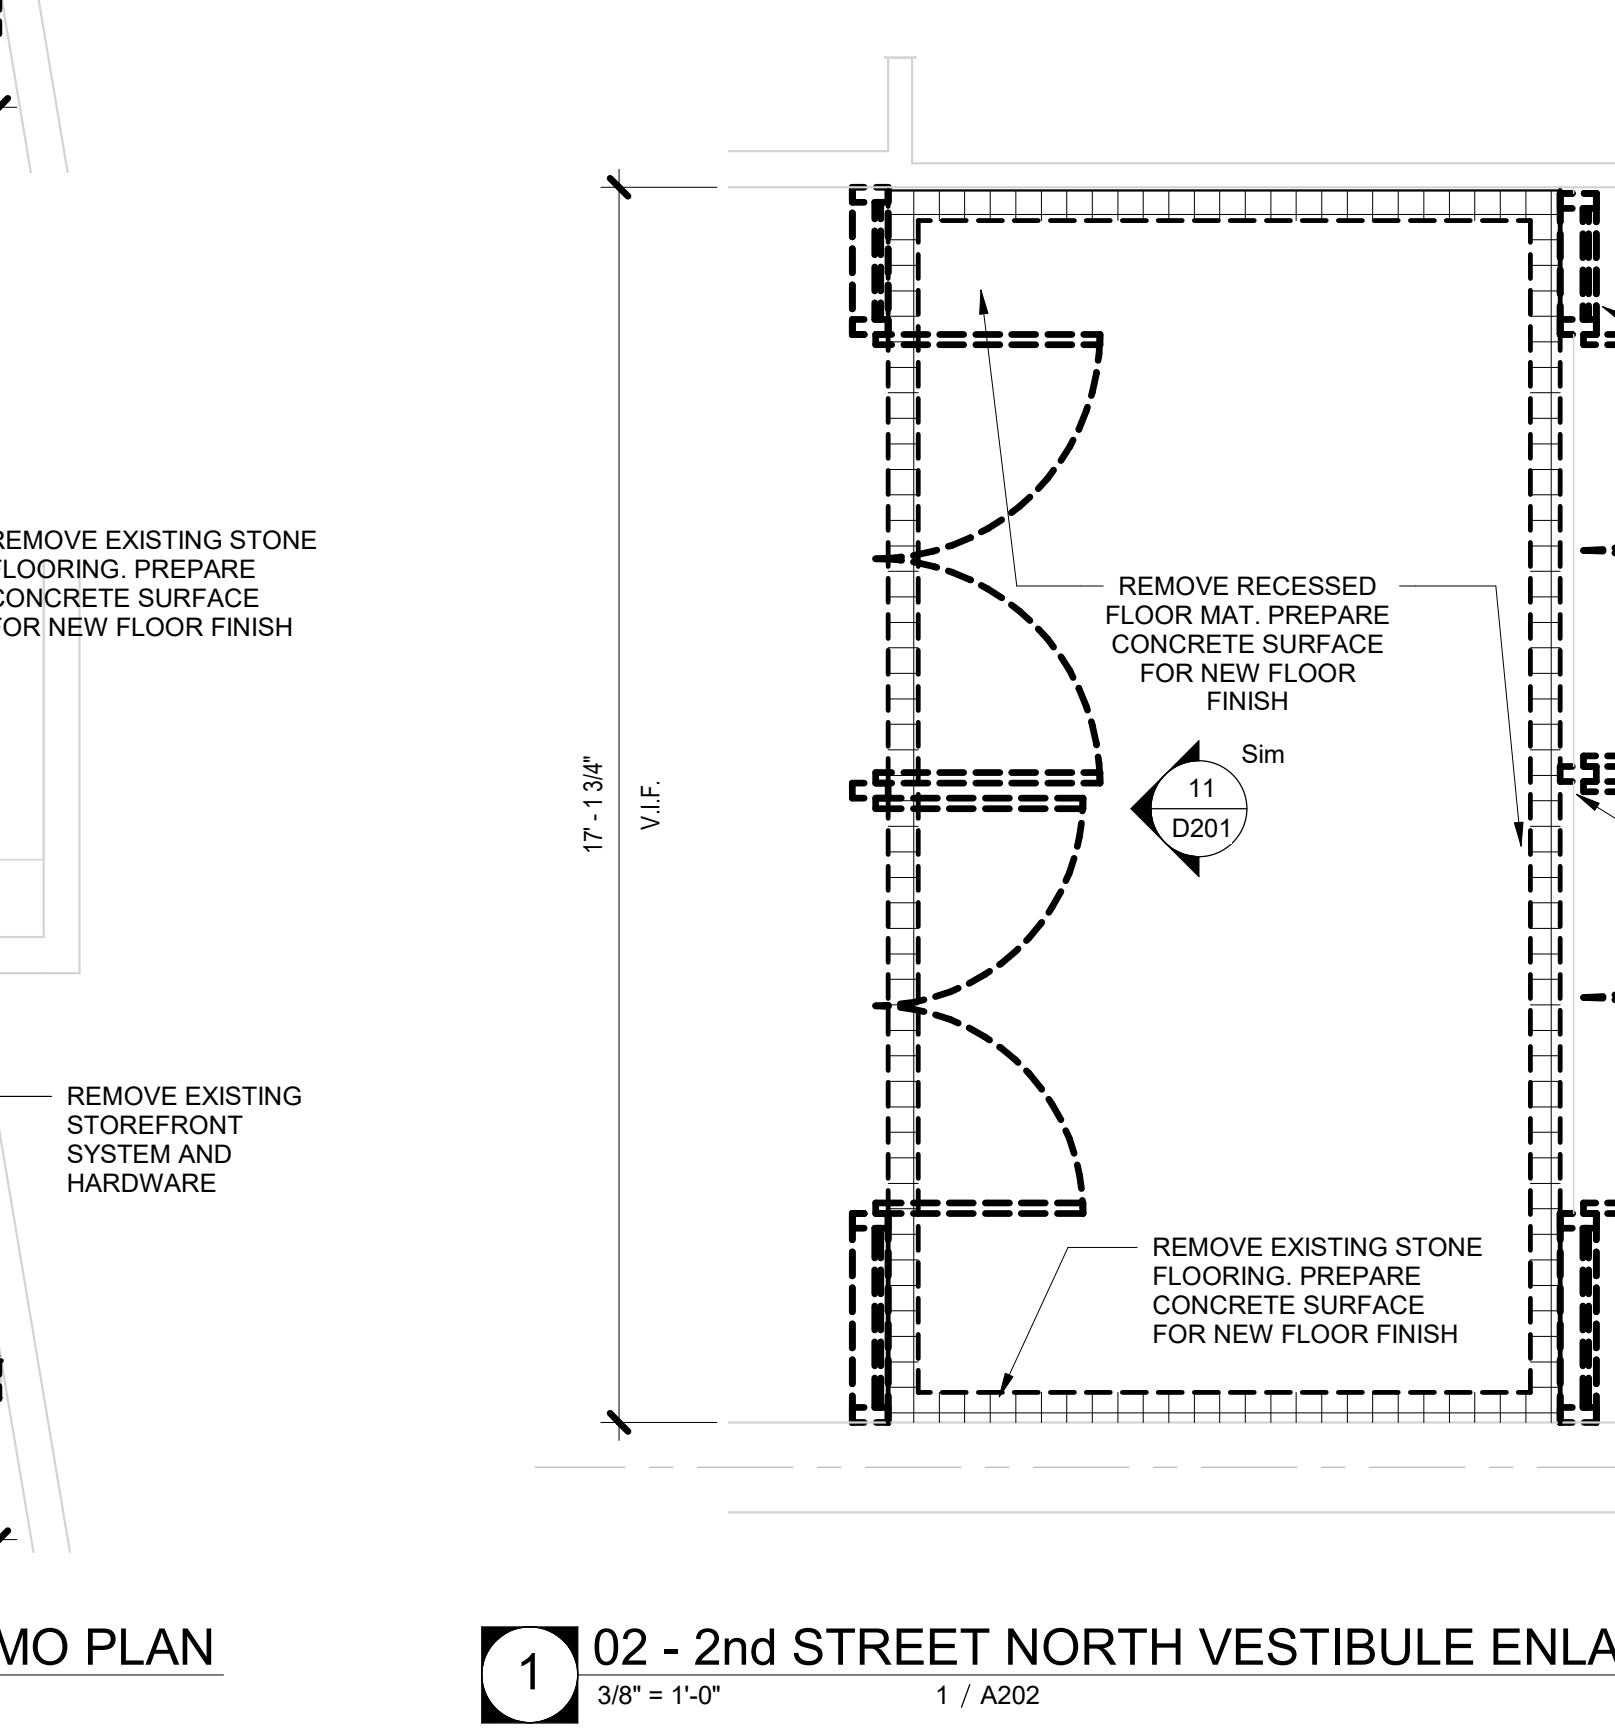 REMOVE EXISTING STONE
FLOORING. PREPARE
CONCRETE SURFACE
FOR NEW FLOOR FINISH
REMOVE EXISTING
STOREFRONT
SYSTEM AND
HARDWARE
17' - 1 3/4"
V.I.F.
REMOVE RECESSED
FLOOR MAT. PREPARE
CONCRETE SURFACE
FOR NEW FLOOR
FINISH
Sim
11
D201
REMOVE EXISTING STONE
FLOORING. PREPARE
CONCRETE SURFACE
FOR NEW FLOOR FINISH
MO PLAN
1
02 - 2nd STREET NORTH VESTIBULE ENLA
3/8" = 1'-0"
1 / A202